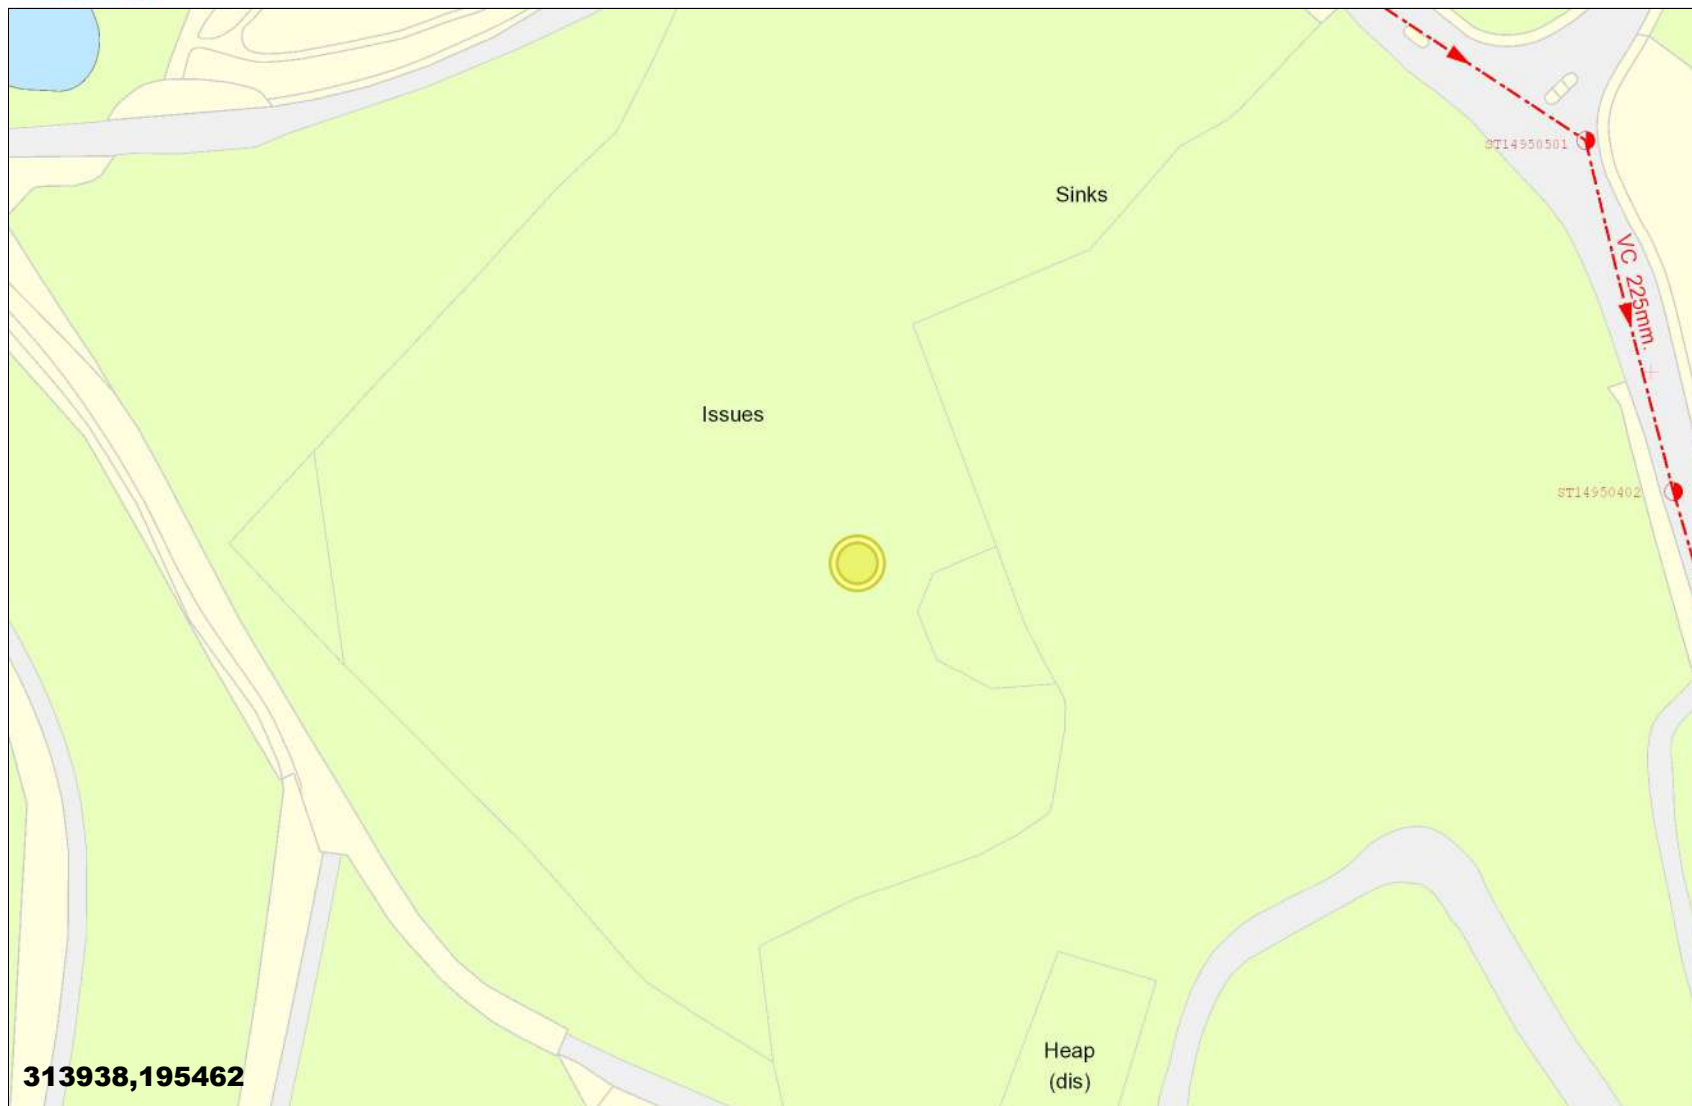 ST14950501
Sinks
VC 225mm.
Issues
ST14950402
Heap
(dis)
313938,195462